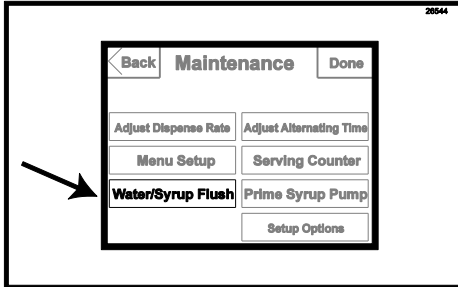 26544
Back Maintenance Done
Adjust Dispense Rate Adjust Alternating Time
Menu Setup Serving Counter
Water/Syrup Flush Prime Syrup Pump
Setup Options